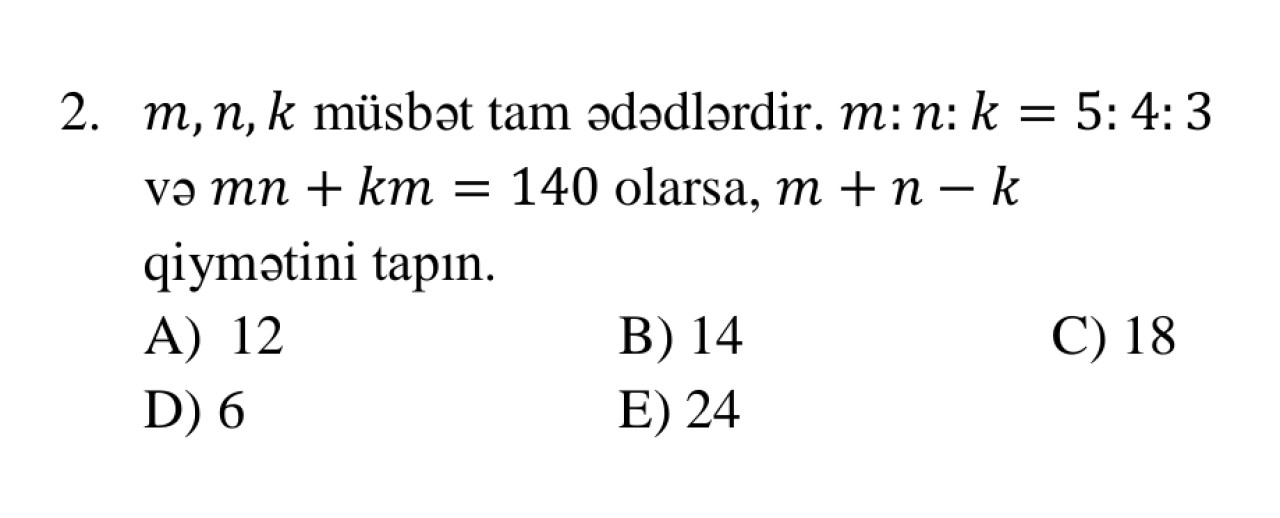 2. m, n, k müsbət tam ədədlərdir. m: n: k = 5: 4: 3
və mn + km = 140 olarsa, m + n − k
qiymətini tapın.
A) 12 B) 14 C) 18
D) 6 E) 24